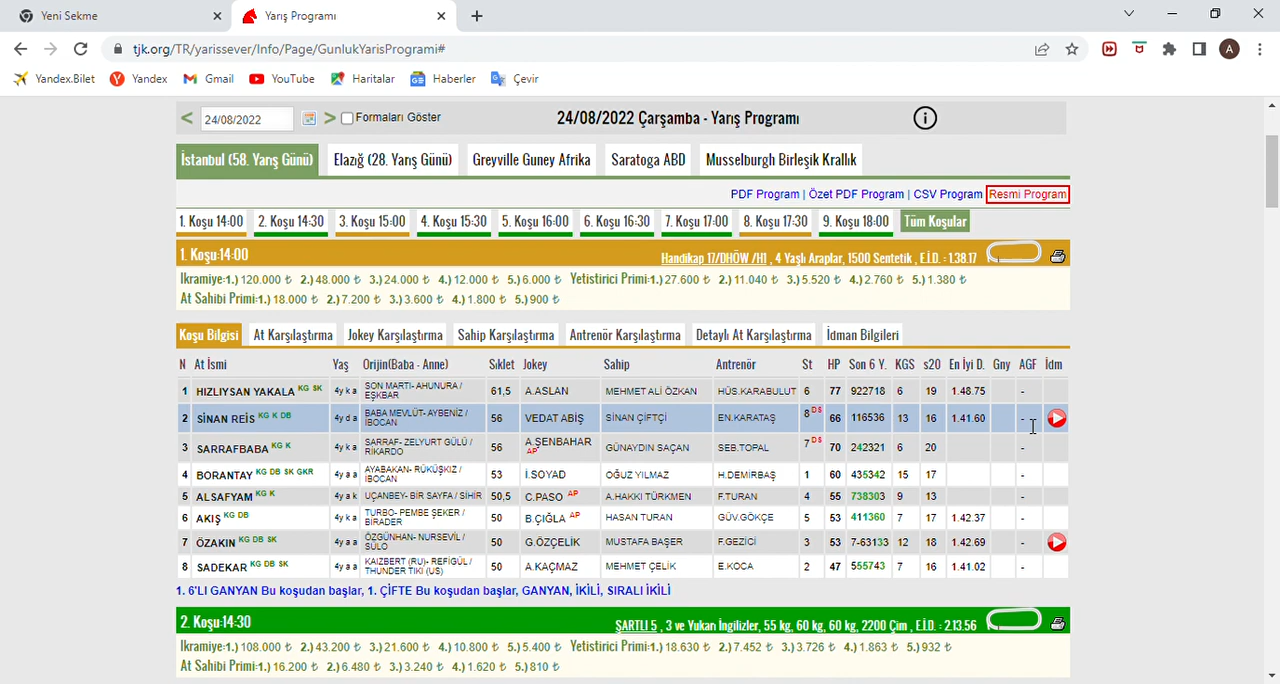 Yeni Sekme
Yarış Programı
tjk.org/TR/yarissever/Info/Page/GunlukYarisProgrami#
A
Yandex.Bilet
Yandex
Gmail
YouTube
Haritalar
Haberler
Çevir
< 24/08/2022 > Formaları Göster
24/08/2022 Çarşamba - Yarış Programı
İstanbul (58. Yarış Günü)
Elazığ (28. Yarış Günü)
Greyville Guney Afrika
Saratoga ABD
Musselburgh Birleşik Krallık
PDF Program | Özet PDF Program | CSV Program Resmi Program
1. Koşu 14:00
2. Koşu 14:30
3. Koşu 15:00
4. Koşu 15:30
5. Koşu 16:00
6. Koşu 16:30
7. Koşu 17:00
8. Koşu 17:30
9. Koşu 18:00
Tüm Koşular
1. Koşu:14:00
Handikap 17/DHÖW /H1 , 4 Yaşlı Araplar, 1500 Sentetik , E.İ.D. : 1.38.17
İkramiye:1.) 120.000 ₺ 2.) 48.000 ₺ 3.) 24.000 ₺ 4.) 12.000 ₺ 5.) 6.000 ₺ Yetistirici Primi:1.) 27.600 ₺ 2.) 11.040 ₺ 3.) 5.520 ₺ 4.) 2.760 ₺ 5.) 1.380 ₺
At Sahibi Primi:1.) 18.000 ₺ 2.) 7.200 ₺ 3.) 3.600 ₺ 4.) 1.800 ₺ 5.) 900 ₺
Koşu Bilgisi
At Karşılaştırma
Jokey Karşılaştırma
Sahip Karşılaştırma
Antrenör Karşılaştırma
Detaylı At Karşılaştırma
İdman Bilgileri
N At İsmi Yaş Orijin(Baba - Anne) Sıklet Jokey Sahip Antrenör St HP Son 6 Y. KGS s20 En İyi D. Gny AGF İdm
1 HIZLIYSAN YAKALA KG SK 4y k a SON MARTI- AHUNURA / EŞKBAR 61,5 A.ASLAN MEHMET ALİ ÖZKAN HÜS.KARABULUT 6 77 922718 6 19 1.48.75 -
2 SİNAN REİS KG K DB 4y d a BABA MEVLÜT- AYBENİZ / İBOCAN 56 VEDAT ABİŞ SİNAN ÇİFTÇİ EN.KARATAŞ 8 DS 66 116536 13 16 1.41.60 -
3 SARRAFBABA KG K 4y k a SARRAF- ZELYURT GÜLÜ / RİKARDO 56 A.ŞENBAHAR AP GÜNAYDIN SAÇAN SEB.TOPAL 7 DS 70 242321 6 20 -
4 BORANTAY KG DB SK GKR 4y a a AYABAKAN- RÜKÜŞKIZ / İBOCAN 53 İ.SOYAD OĞUZ YILMAZ H.DEMİRBAŞ 1 60 435342 15 17 -
5 ALSAFYAM KG K 4y a k UÇANBEY- BİR SAYFA / SİHİR 50,5 C.PASO AP A.HAKKI TÜRKMEN F.TURAN 4 55 738303 9 13 -
6 AKIŞ KG DB 4y k a TURBO- PEMBE ŞEKER / BİRADER 50 B.ÇIĞLA AP HASAN TURAN GÜV.GÖKÇE 5 53 411360 7 17 1.42.37 -
7 ÖZAKIN KG DB SK 4y a a ÖZGÜNHAN- NURSEVİL / SÜLO 50 G.ÖZÇELİK MUSTAFA BAŞER F.GEZİCİ 3 53 7-63133 12 18 1.42.69 -
8 SADEKAR KG DB SK 4y a a KAIZBERT (RU)- REFİGÜL / THUNDER TIKI (US) 50 A.KAÇMAZ MEHMET ÇELİK E.KOCA 2 47 555743 7 16 1.41.02 -
1. 6'LI GANYAN Bu koşudan başlar, 1. ÇİFTE Bu koşudan başlar, GANYAN, İKİLİ, SIRALI İKİLİ
2. Koşu:14:30
ŞARTLI 5 , 3 ve Yukarı İngilizler, 55 kg, 60 kg, 60 kg, 2200 Çim , E.İ.D. : 2.13.56
İkramiye:1.) 108.000 ₺ 2.) 43.200 ₺ 3.) 21.600 ₺ 4.) 10.800 ₺ 5.) 5.400 ₺ Yetistirici Primi:1.) 18.630 ₺ 2.) 7.452 ₺ 3.) 3.726 ₺ 4.) 1.863 ₺ 5.) 932 ₺
At Sahibi Primi:1.) 16.200 ₺ 2.) 6.480 ₺ 3.) 3.240 ₺ 4.) 1.620 ₺ 5.) 810 ₺